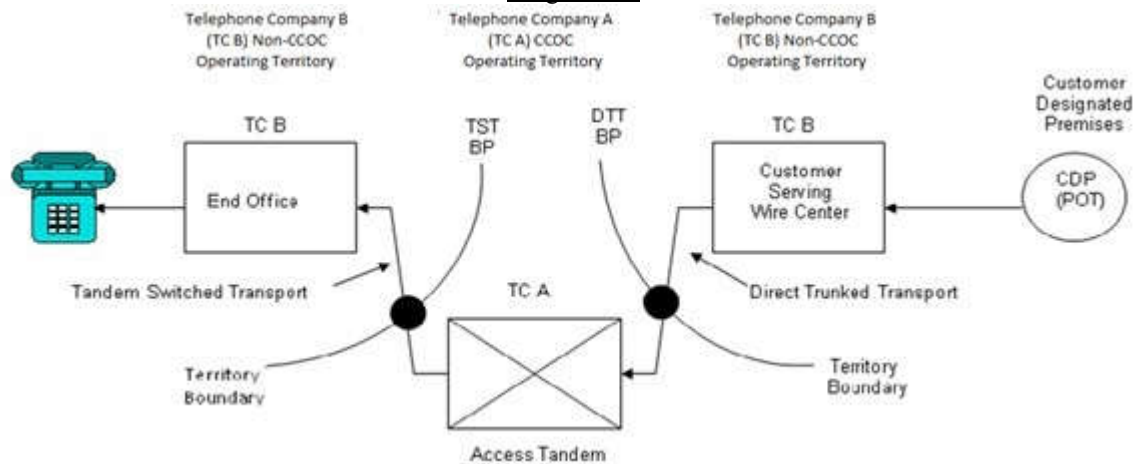 Telephone Company B
(TC B) Non-CCOC
Operating Territory
Telephone Company A
(TC A) CCOC
Operating Territory
Telephone Company B
(TC B) Non-CCOC
Operating Territory
Customer
Designated
Premises
TC B
TST
BP
DTT
BP
TC B
End Office
Customer
Serving
Wire Center
CDP
(POT)
Tandem Switched Transport
TC A
Direct Trunked Transport
Territory
Boundary
Territory
Boundary
Access Tandem